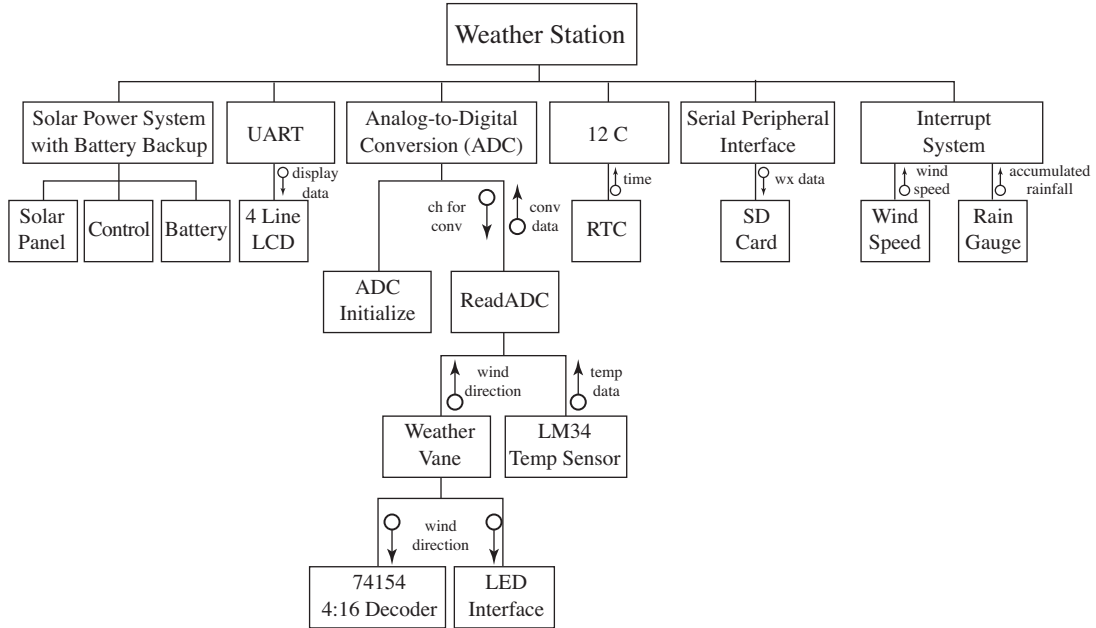 Weather Station
Solar Power System
with Battery Backup
UART
Analog-to-Digital
Conversion (ADC)
12 C
Serial Peripheral
Interface
Interrupt
System
display
data
time
wx data
wind
speed
accumulated
rainfall
Solar
Panel
Control
Battery
4 Line
LCD
ch for
conv
conv
data
RTC
SD
Card
Wind
Speed
Rain
Gauge
ADC
Initialize
ReadADC
wind
direction
temp
data
Weather
Vane
LM34
Temp Sensor
wind
direction
74154
4:16 Decoder
LED
Interface